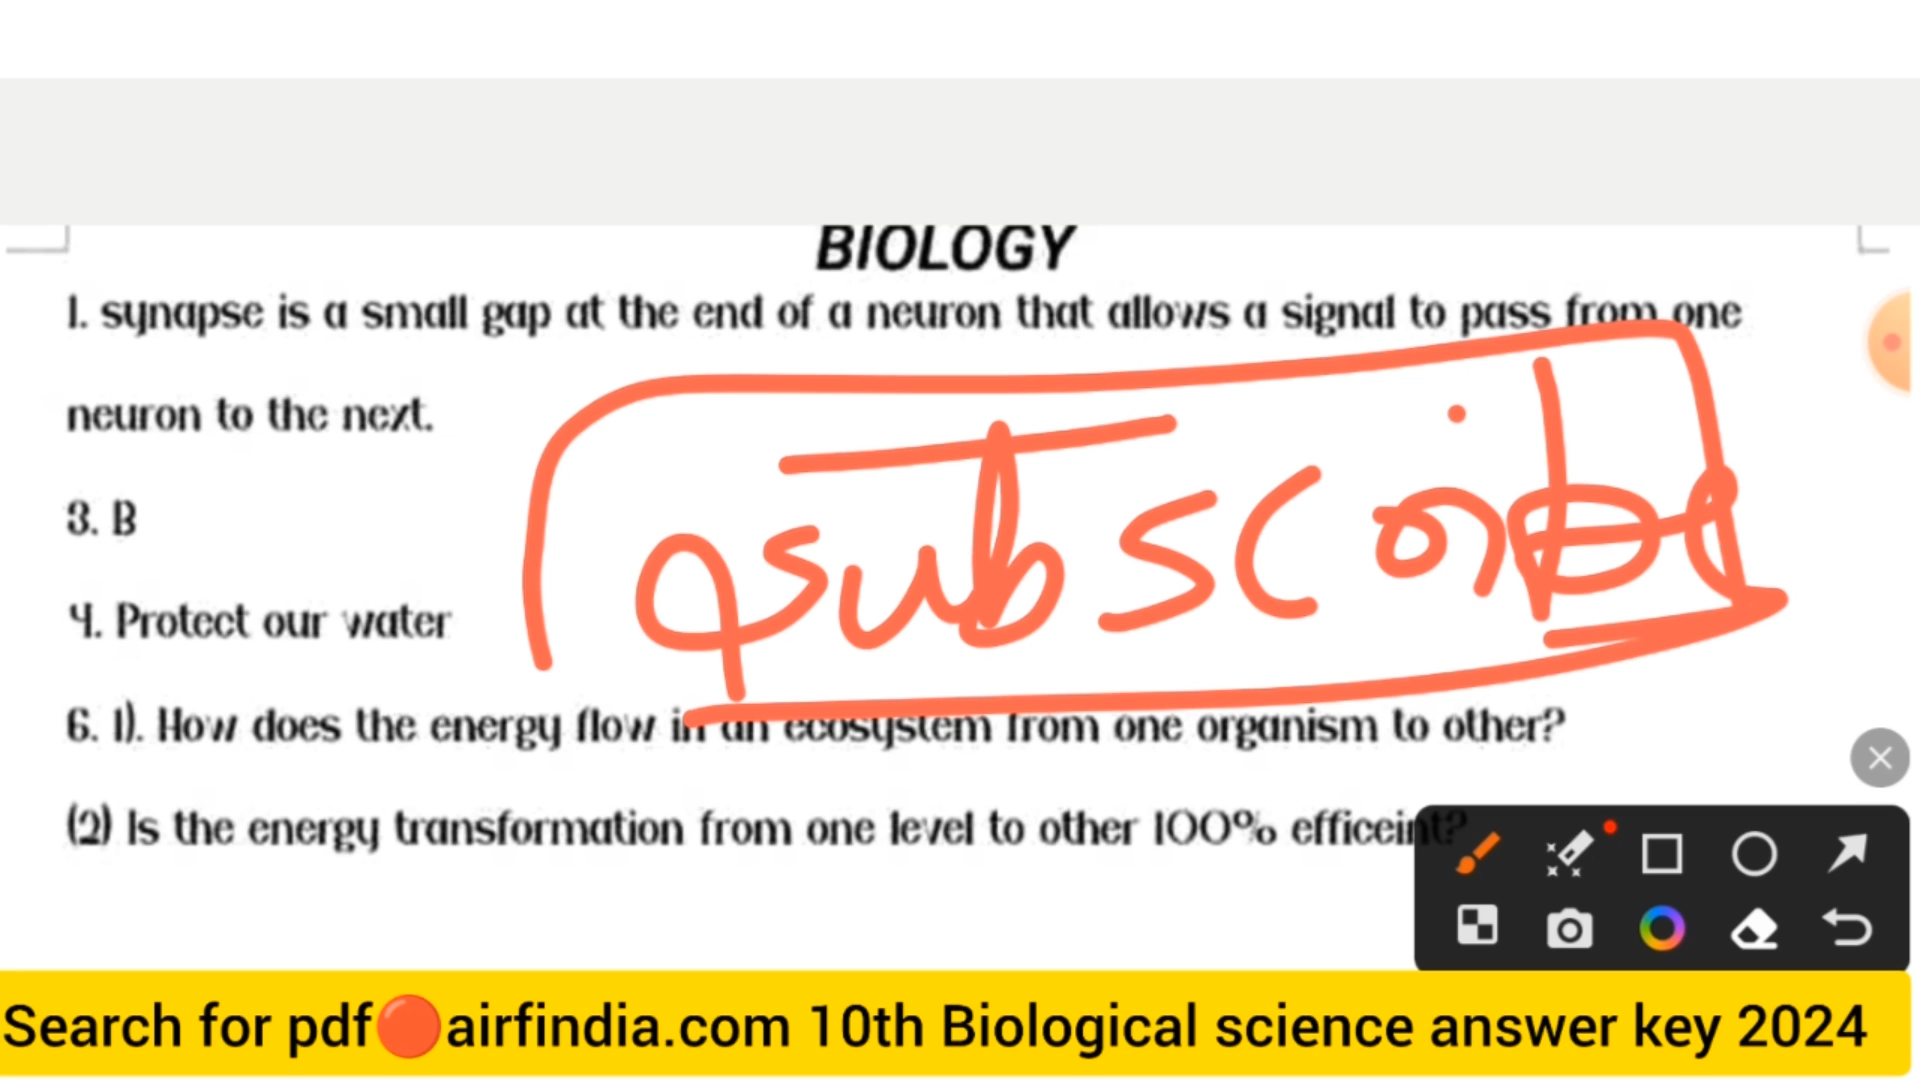 BIOLOGY
1. synapse is a small gap at the end of a neuron that allows a signal to pass from one
neuron to the next.
subscribe
3. B
4. Protect our water
6. 1). How does the energy flow in an ecosystem from one organism to other?
(2) Is the energy transformation from one level to other 100% efficeint?
Search for pdf🔴airfindia.com 10th Biological science answer key 2024